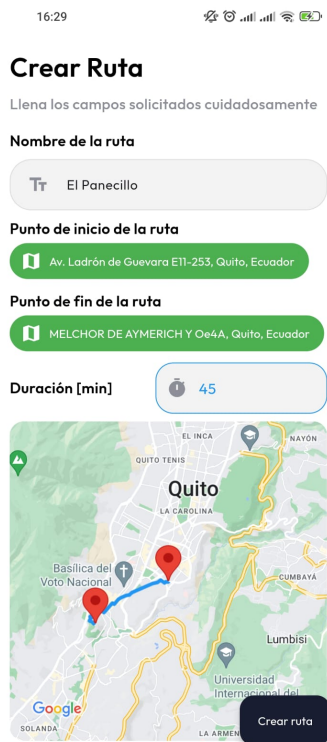 16:29
Crear Ruta
Llena los campos solicitados cuidadosamente
Nombre de la ruta
Tт El Panecillo
Punto de inicio de la ruta
Av. Ladrón de Guevara E11-253, Quito, Ecuador
Punto de fin de la ruta
MELCHOR DE AYMERICH Y Oe4A, Quito, Ecuador
Duración [min]
45
EL INCA
NAYÓN
QUITO TENIS
Quito
LA CAROLINA
Basílica del
Voto Nacional
CUMBAYÁ
Lumbisi
Universidad
Internacional del
Google
SOLANDA
LA ARMEN
Crear ruta